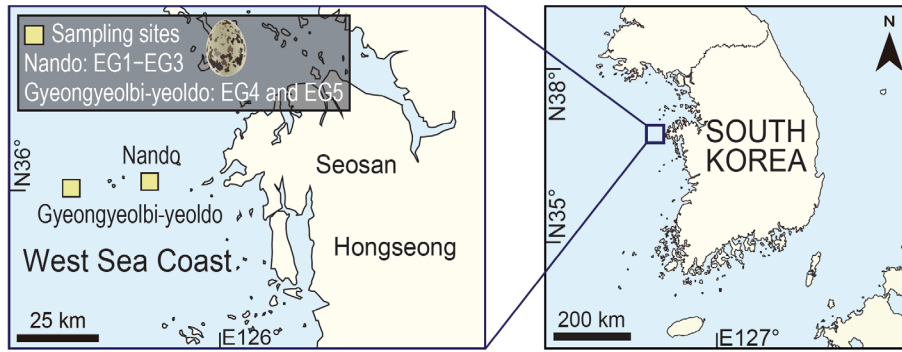 Sampling sites
Nando: EG1−EG3
Gyeongyeolbi-yeoldo: EG4 and EG5
N36°
Nando
Seosan
Gyeongyeolbi-yeoldo
Hongseong
West Sea Coast
25 km
E126°
N
N38°
SOUTH
KOREA
N35°
200 km
E127°